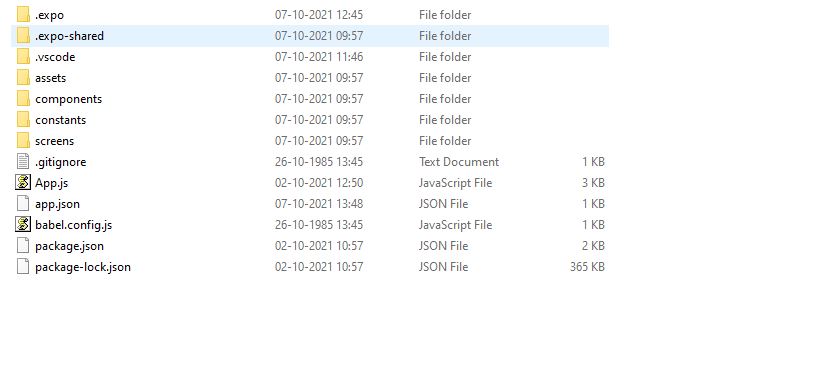 .expo 07-10-2021 12:45 File folder
.expo-shared 07-10-2021 09:57 File folder
.vscode 07-10-2021 11:46 File folder
assets 07-10-2021 09:57 File folder
components 07-10-2021 09:57 File folder
constants 07-10-2021 09:57 File folder
screens 07-10-2021 09:57 File folder
.gitignore 26-10-1985 13:45 Text Document 1 KB
App.js 02-10-2021 12:50 JavaScript File 3 KB
app.json 07-10-2021 13:48 JSON File 1 KB
babel.config.js 26-10-1985 13:45 JavaScript File 1 KB
package.json 02-10-2021 10:57 JSON File 2 KB
package-lock.json 02-10-2021 10:57 JSON File 365 KB